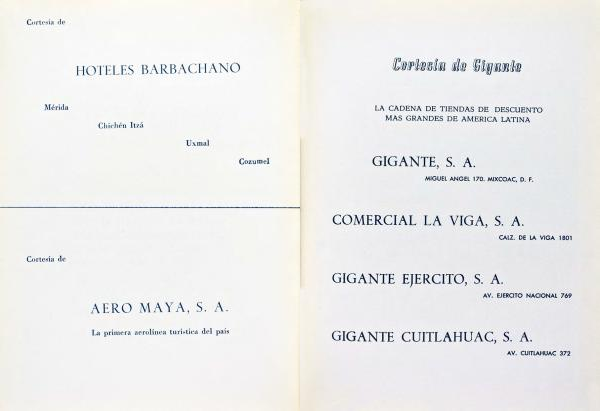 Cortesía de
HOTELES BARBACHANO
Mérida
Chichén Itzá
Uxmal
Cozumel
Cortesía de
AERO MAYA, S. A.
La primera aerolínea turística del país
Cortesía de Gigante
LA CADENA DE TIENDAS DE DESCUENTO
MAS GRANDES DE AMERICA LATINA
GIGANTE, S. A.
MIGUEL ANGEL 170. MIXCOAC, D. F.
COMERCIAL LA VIGA, S. A.
CALZ. DE LA VIGA 1801
GIGANTE EJERCITO, S. A.
AV. EJERCITO NACIONAL 769
GIGANTE CUITLAHUAC, S. A.
AV. CUITLAHUAC 372